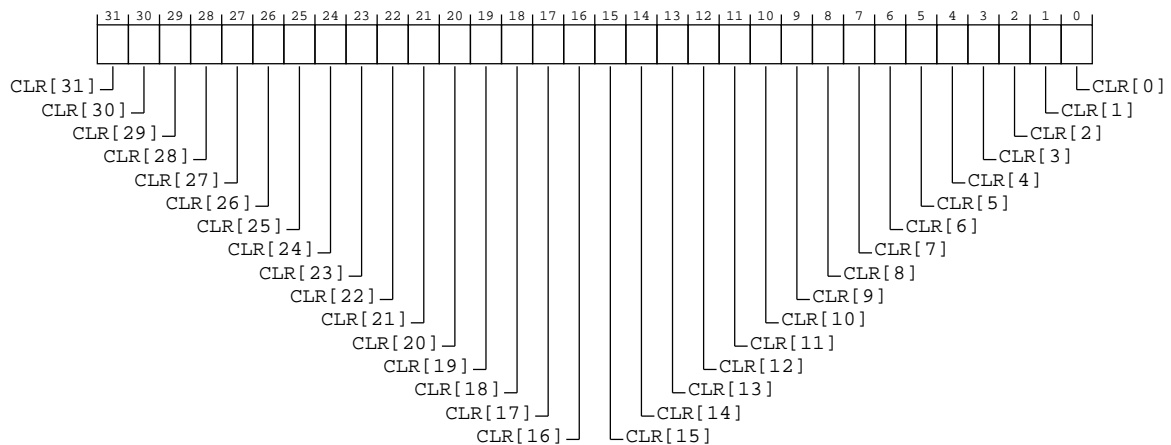 31 30 29 28 27 26 25 24 23 22 21 20 19 18 17 16 15 14 13 12 11 10 9 8 7 6 5 4 3 2 1 0
CLR[31] CLR[0]
CLR[30] CLR[1]
CLR[29] CLR[2]
CLR[28] CLR[3]
CLR[27] CLR[4]
CLR[26] CLR[5]
CLR[25] CLR[6]
CLR[24] CLR[7]
CLR[23] CLR[8]
CLR[22] CLR[9]
CLR[21] CLR[10]
CLR[20] CLR[11]
CLR[19] CLR[12]
CLR[18] CLR[13]
CLR[17] CLR[14]
CLR[16] CLR[15]